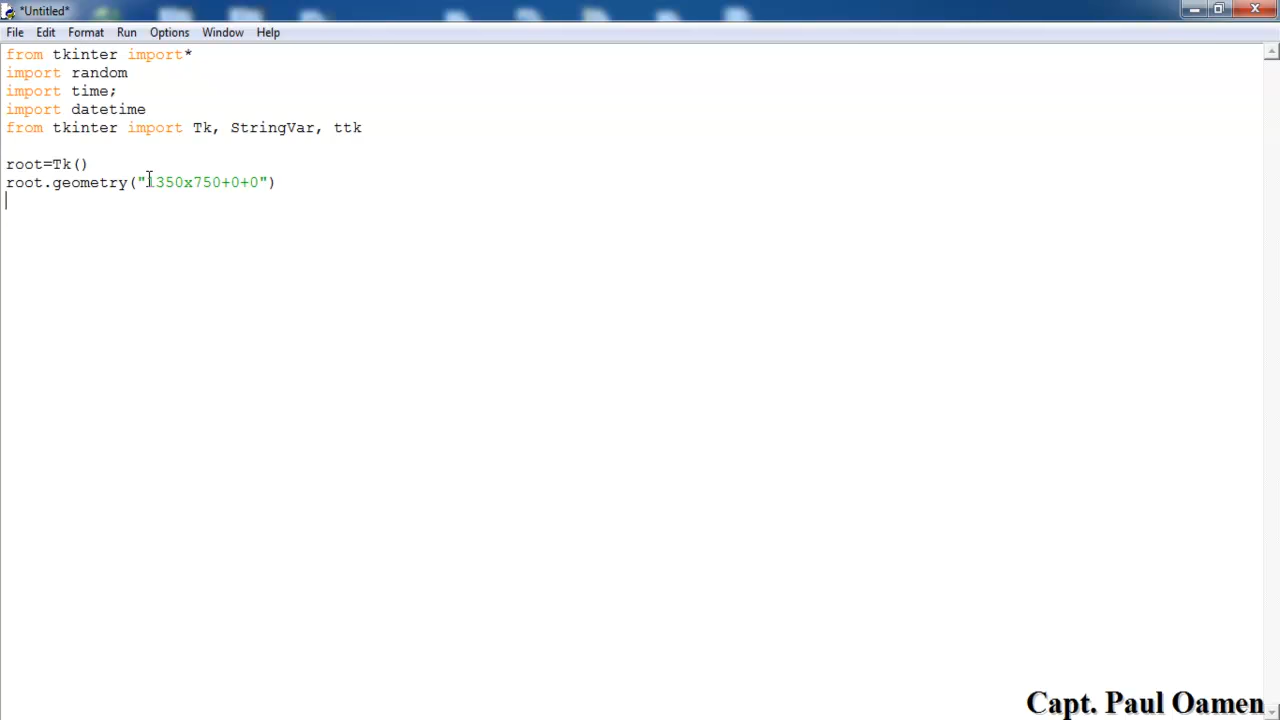 *Untitled*
File Edit Format Run Options Window Help
from tkinter import*
import random
import time;
import datetime
from tkinter import Tk, StringVar, ttk
root=Tk()
root.geometry("1350x750+0+0")
Capt. Paul Oamen